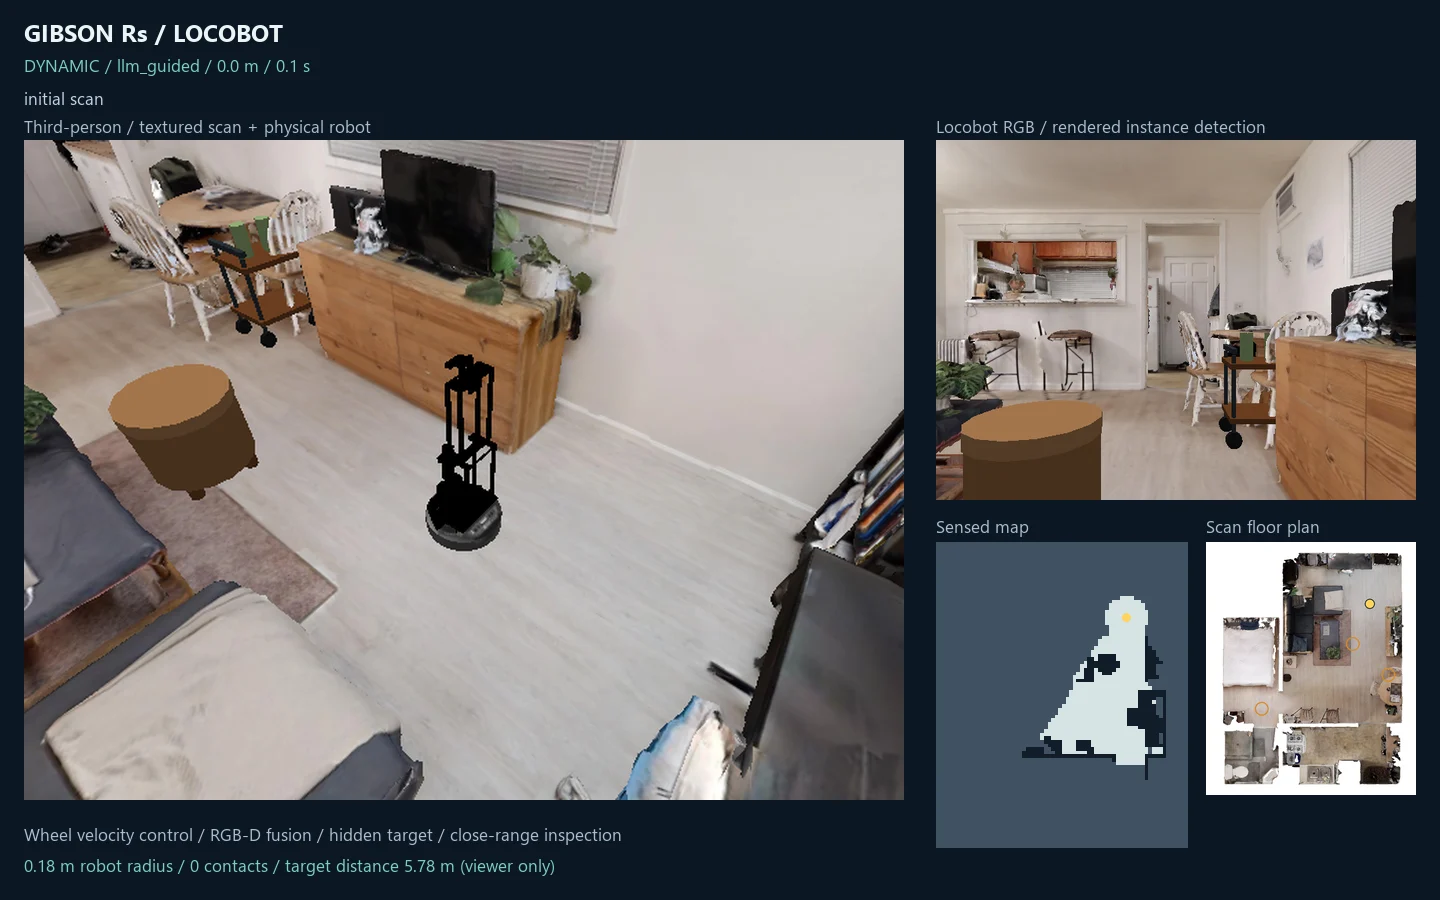 GIBSON Rs / LOCOBOT
DYNAMIC / llm_guided / 0.0 m / 0.1 s
initial scan
Third-person / textured scan + physical robot
Locobot RGB / rendered instance detection
Sensed map
Scan floor plan
Wheel velocity control / RGB-D fusion / hidden target / close-range inspection
0.18 m robot radius / 0 contacts / target distance 5.78 m (viewer only)